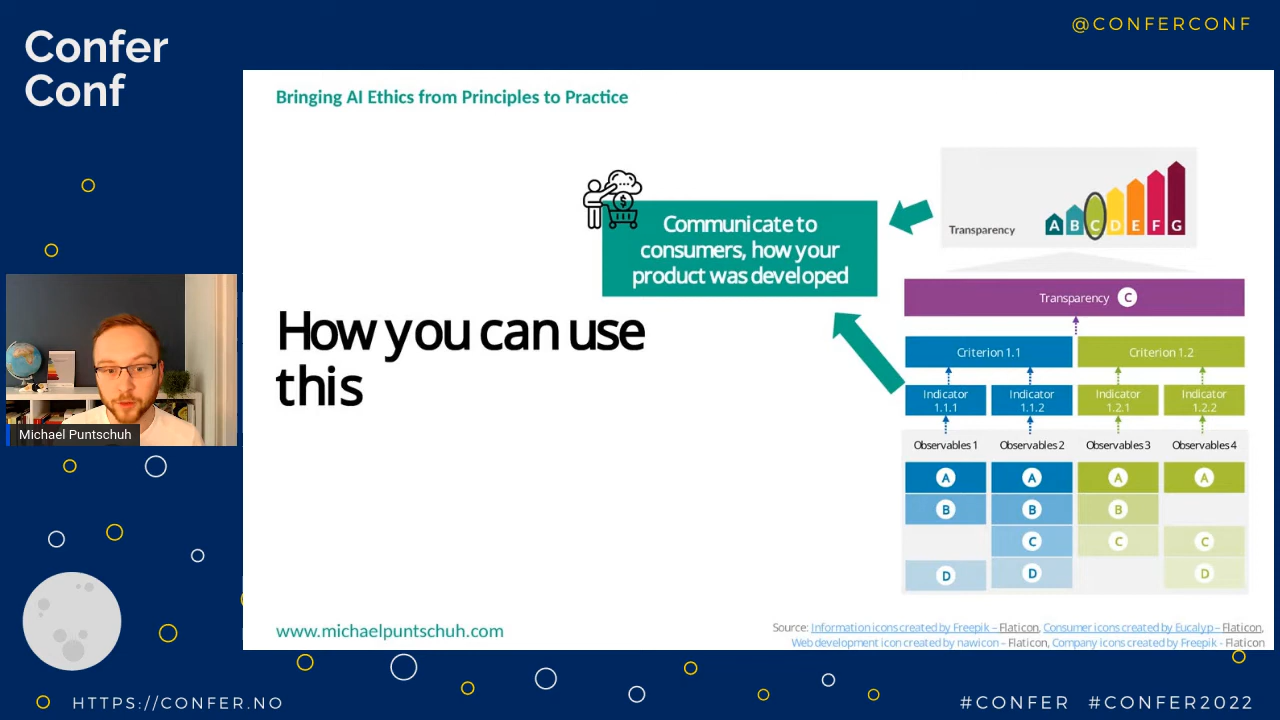 Confer
Conf
@CONFERCONF
Bringing AI Ethics from Principles to Practice
Communicate to
consumers, how your
product was developed
How you can use
this
Transparency
A B C D E F G
Transparency C
Criterion 1.1 Criterion 1.2
Indicator
1.1.1
Indicator
1.1.2
Indicator
1.2.1
Indicator
1.2.2
Observables 1 Observables 2 Observables 3 Observables 4
A A A A
B B B
C C C
D D D
Michael Puntschuh
www.michaelpuntschuh.com
Source: Information icons created by Freepik – Flaticon, Consumer icons created by Eucalyp – Flaticon,
Web development icon created by nawicon – Flaticon, Company icons created by Freepik - Flaticon
HTTPS://CONFER.NO
#CONFER #CONFER2022